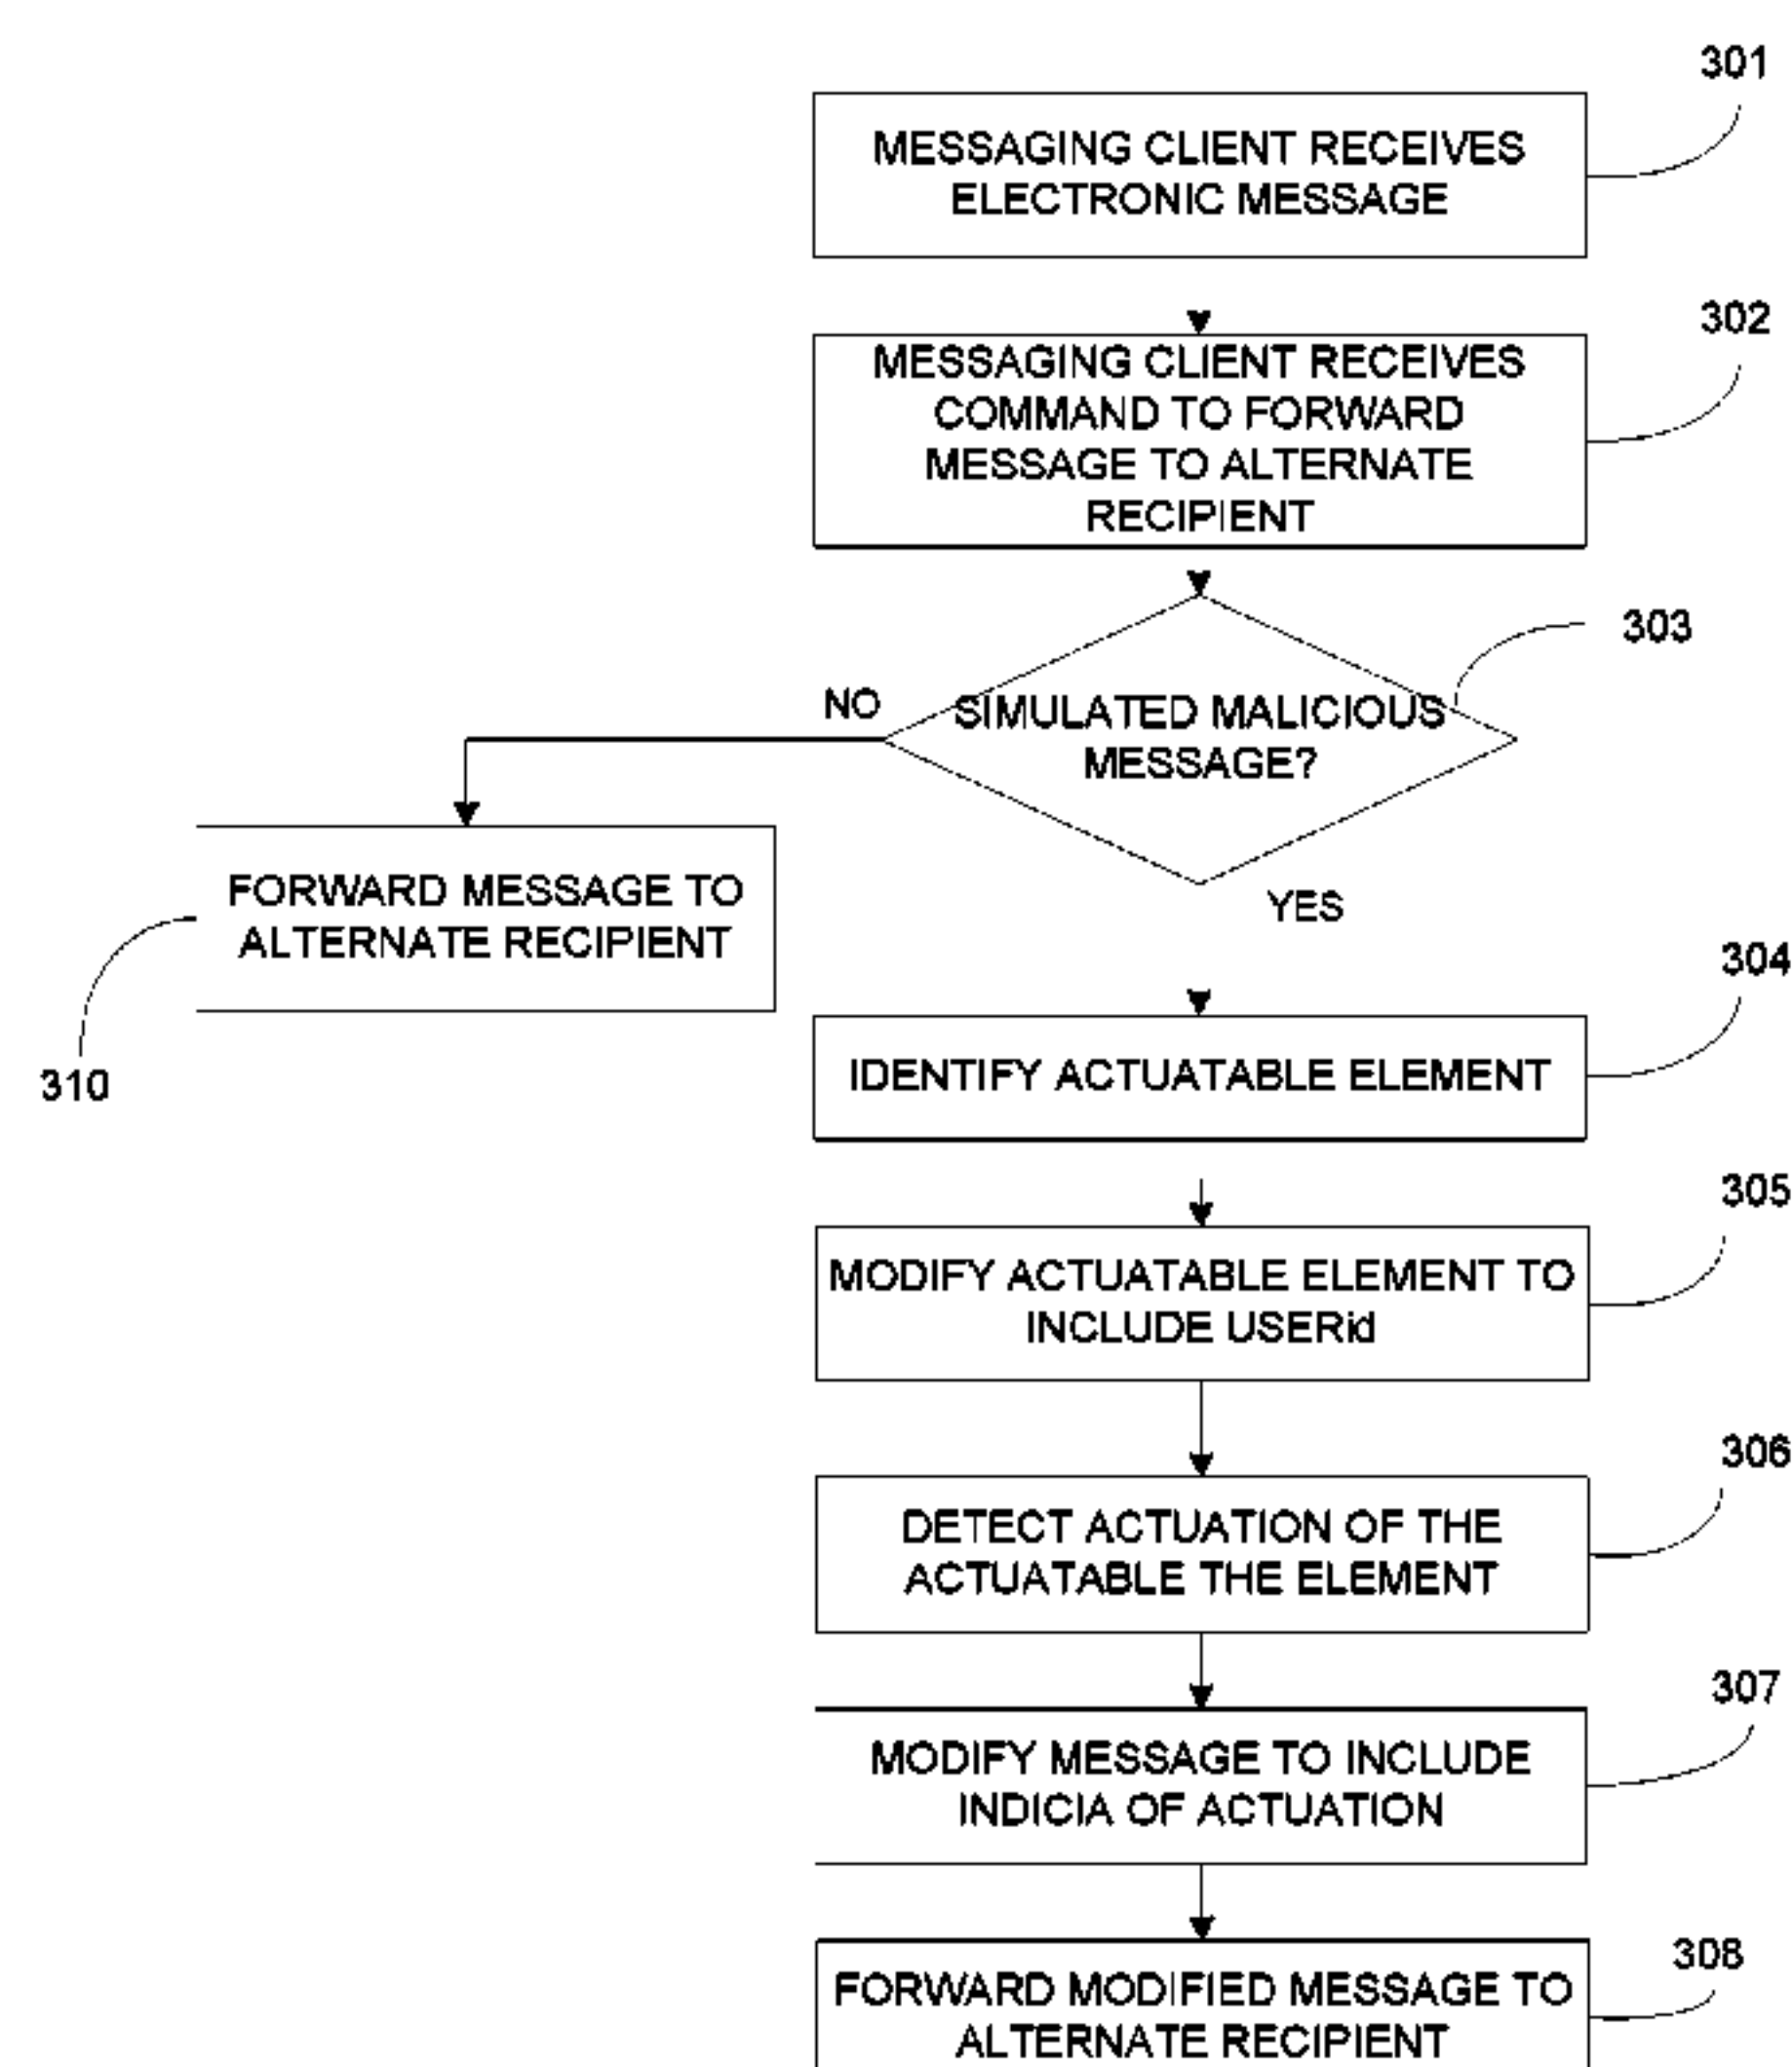 301
MESSAGING CLIENT RECEIVES
ELECTRONIC MESSAGE
302
MESSAGING CLIENT RECEIVES
COMMAND TO FORWARD
MESSAGE TO ALTERNATE
RECIPIENT
303
NO
SIMULATED MALICIOUS
MESSAGE?
FORWARD MESSAGE TO
ALTERNATE RECIPIENT
YES
304
310
IDENTIFY ACTUATABLE ELEMENT
305
MODIFY ACTUATABLE ELEMENT TO
INCLUDE USERid
306
DETECT ACTUATION OF THE
ACTUATABLE THE ELEMENT
307
MODIFY MESSAGE TO INCLUDE
INDICIA OF ACTUATION
308
FORWARD MODIFIED MESSAGE TO
ALTERNATE RECIPIENT